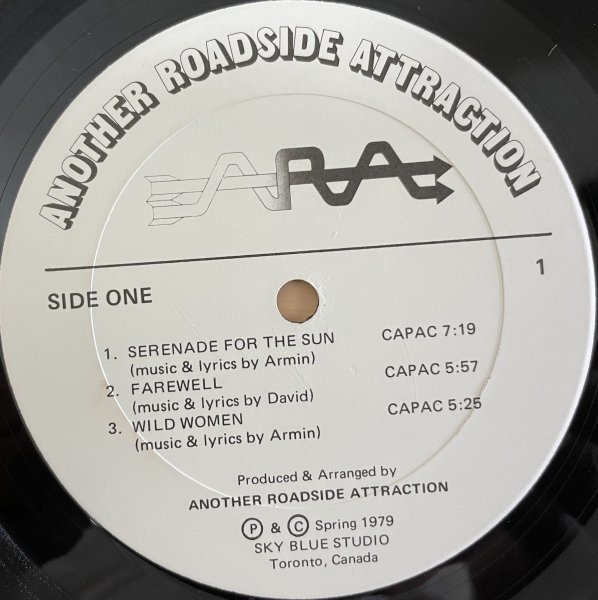 ANOTHER ROADSIDE ATTRACTION
ARA
SIDE ONE
1
1. SERENADE FOR THE SUN CAPAC 7:19
(music & lyrics by Armin)
2. FAREWELL CAPAC 5:57
(music & lyrics by David)
3. WILD WOMEN CAPAC 5:25
(music & lyrics by Armin)
Produced & Arranged by
ANOTHER ROADSIDE ATTRACTION
Ⓟ & © Spring 1979
SKY BLUE STUDIO
Toronto, Canada